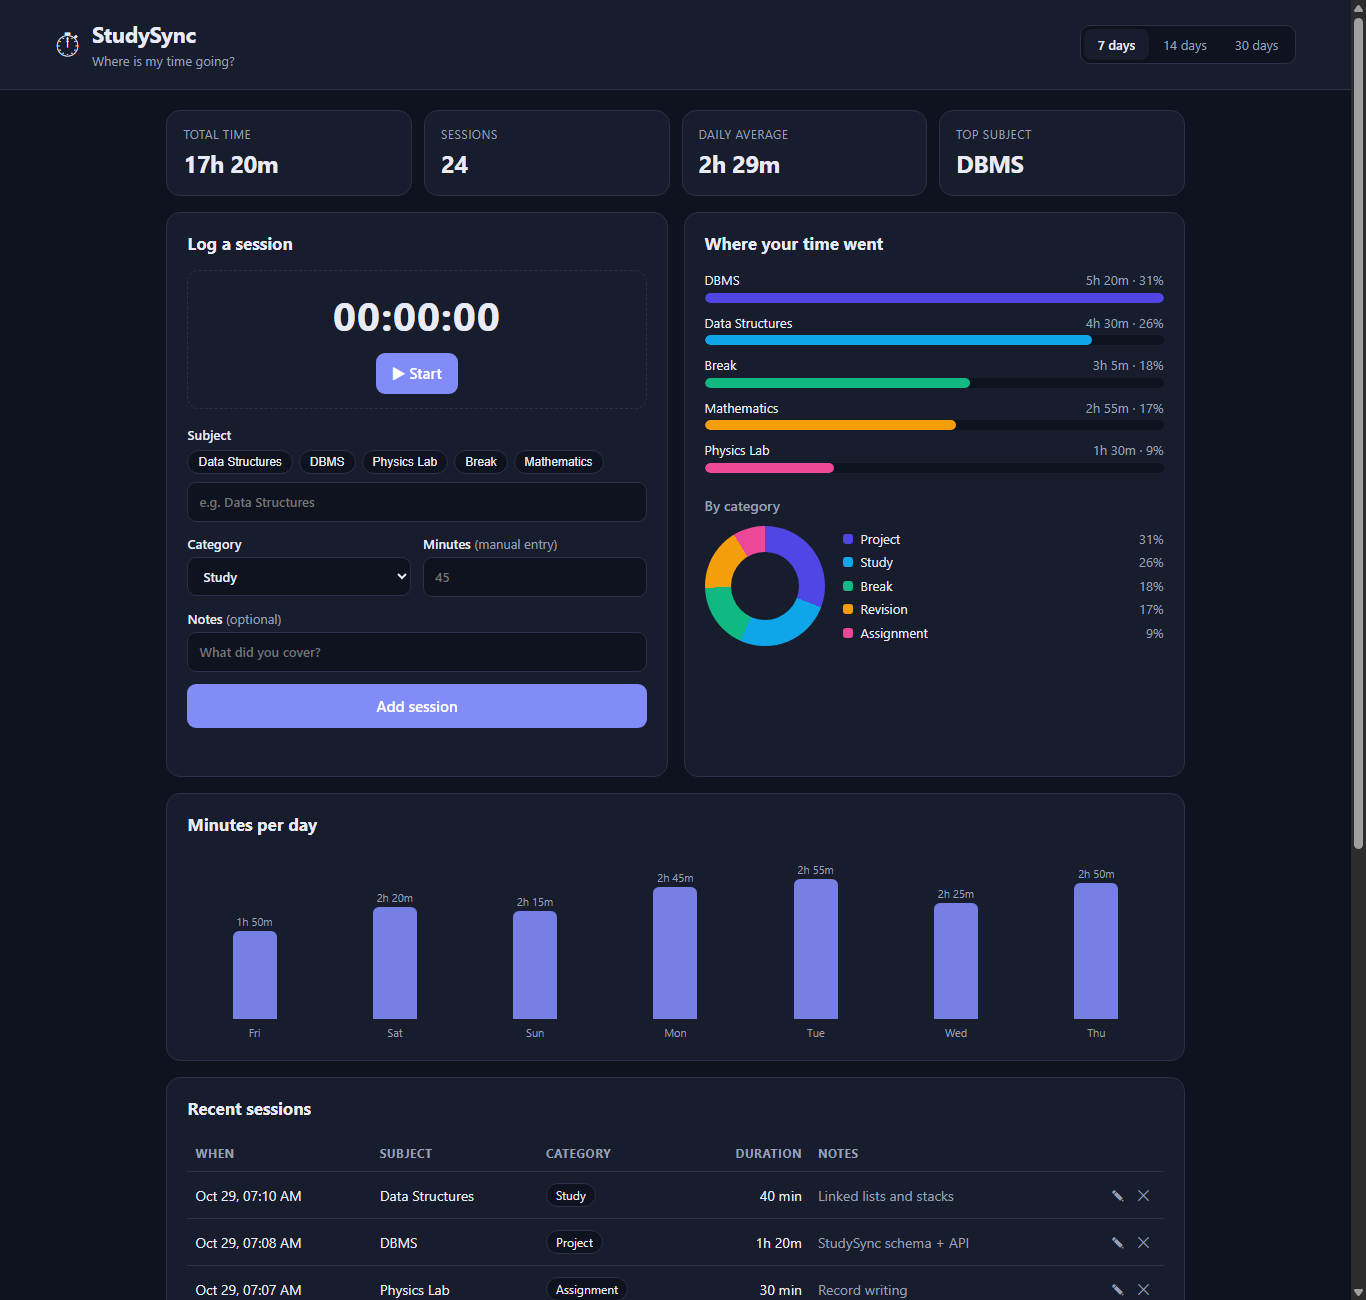 StudySync
Where is my time going?
7 days 14 days 30 days
TOTAL TIME
17h 20m
SESSIONS
24
DAILY AVERAGE
2h 29m
TOP SUBJECT
DBMS
Log a session
00:00:00
▶ Start
Subject
Data Structures DBMS Physics Lab Break Mathematics
e.g. Data Structures
Category
Study
Minutes (manual entry)
45
Notes (optional)
What did you cover?
Add session
Where your time went
DBMS 5h 20m · 31%
Data Structures 4h 30m · 26%
Break 3h 5m · 18%
Mathematics 2h 55m · 17%
Physics Lab 1h 30m · 9%
By category
Project 31%
Study 26%
Break 18%
Revision 17%
Assignment 9%
Minutes per day
1h 50m 2h 20m 2h 15m 2h 45m 2h 55m 2h 25m 2h 50m
Fri Sat Sun Mon Tue Wed Thu
Recent sessions
WHEN SUBJECT CATEGORY DURATION NOTES
Oct 29, 07:10 AM Data Structures Study 40 min Linked lists and stacks
Oct 29, 07:08 AM DBMS Project 1h 20m StudySync schema + API
Oct 29, 07:07 AM Physics Lab Assignment 30 min Record writing